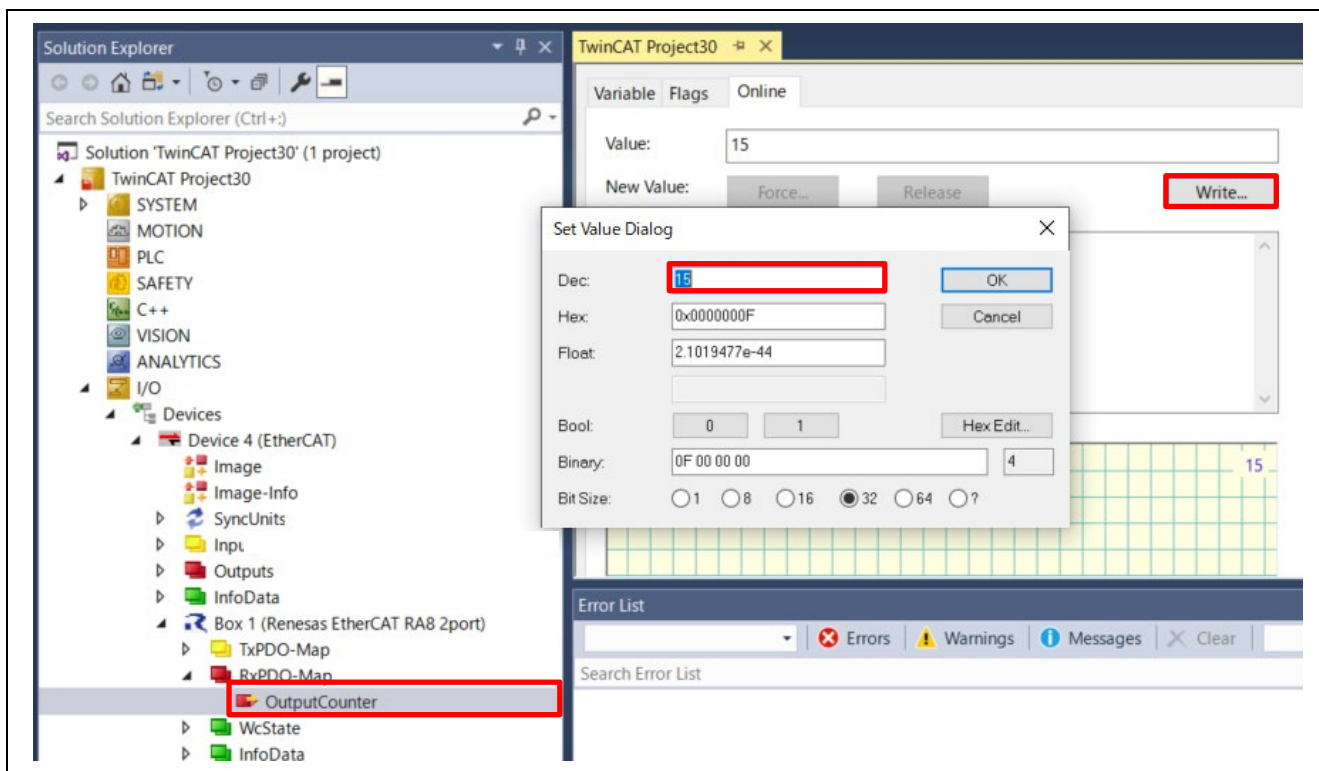 Solution Explorer
Search Solution Explorer (Ctrl+:)
Solution 'TwinCAT Project30' (1 project)
TwinCAT Project30
SYSTEM
MOTION
PLC
SAFETY
C++
VISION
ANALYTICS
I/O
Devices
Device 4 (EtherCAT)
Image
Image-Info
SyncUnits
Inpu
Outputs
InfoData
Box 1 (Renesas EtherCAT RA8 2port)
TxPDO-Map
RxPDO-Map
OutputCounter
WcState
InfoData
TwinCAT Project30
Variable Flags Online
Value: 15
New Value: Force... Release Write...
Set Value Dialog
Dec: 15 OK
Hex: 0x0000000F Cancel
Float: 2.1019477e-44
Bool: 0 1 Hex Edit...
Binary: 0F 00 00 00 4
Bit Size: 1 8 16 32 64 ?
15
Error List
Errors Warnings Messages Clear
Search Error List